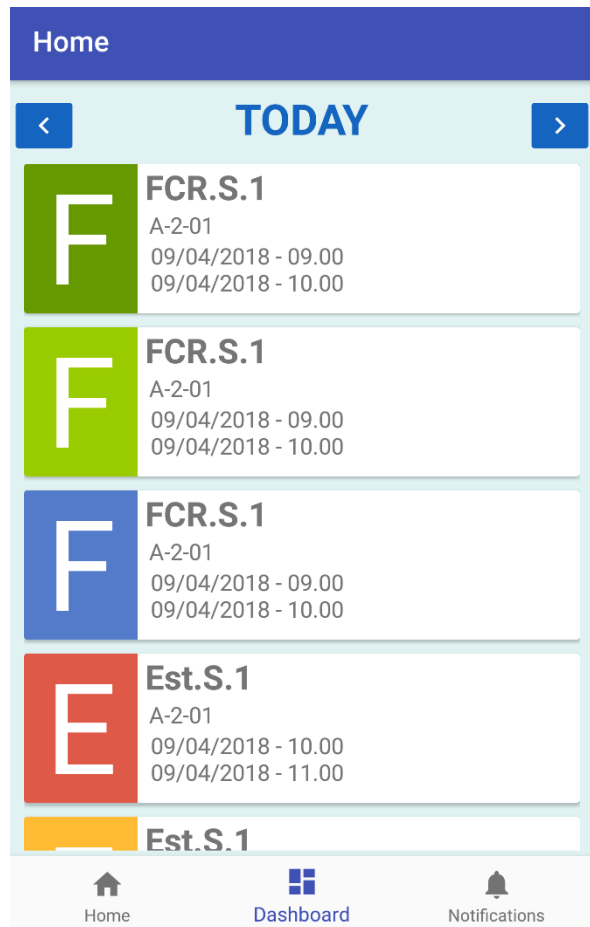 Home
TODAY
F
FCR.S.1
A-2-01
09/04/2018 - 09.00
09/04/2018 - 10.00
F
FCR.S.1
A-2-01
09/04/2018 - 09.00
09/04/2018 - 10.00
F
FCR.S.1
A-2-01
09/04/2018 - 09.00
09/04/2018 - 10.00
E
Est.S.1
A-2-01
09/04/2018 - 10.00
09/04/2018 - 11.00
Est.S.1
Home
Dashboard
Notifications